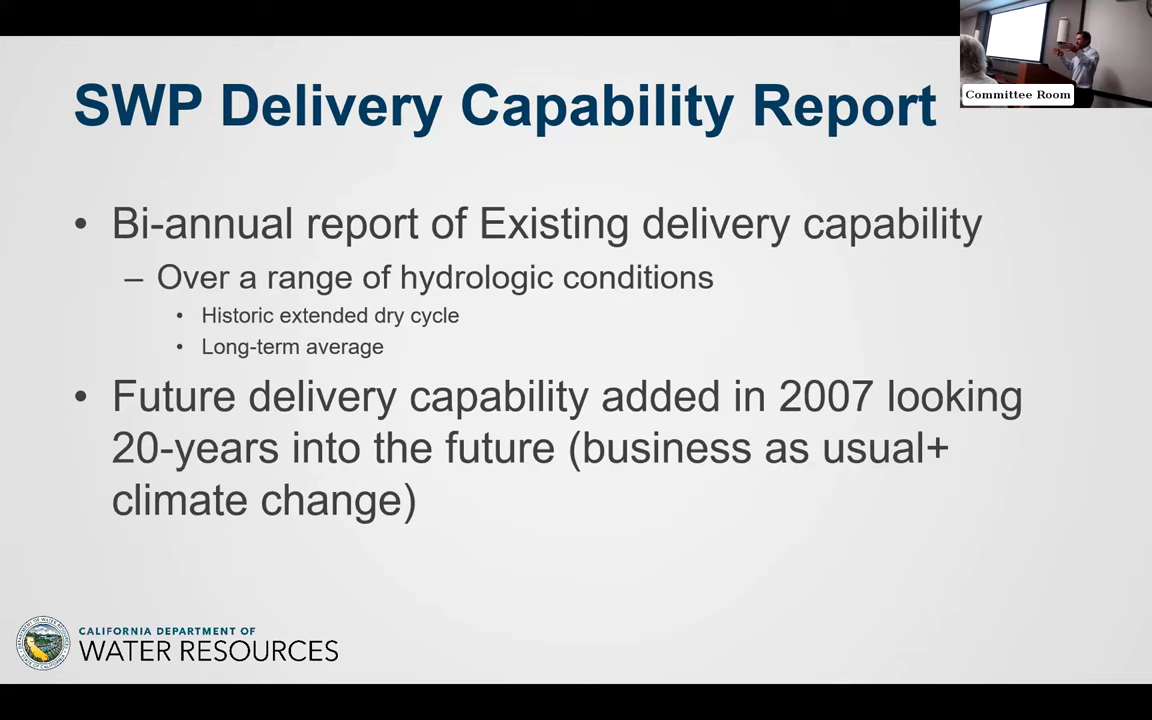 SWP Delivery Capability Report
Committee Room
• Bi-annual report of Existing delivery capability
– Over a range of hydrologic conditions
• Historic extended dry cycle
• Long-term average
• Future delivery capability added in 2007 looking
20-years into the future (business as usual+
climate change)
CALIFORNIA DEPARTMENT OF
WATER RESOURCES